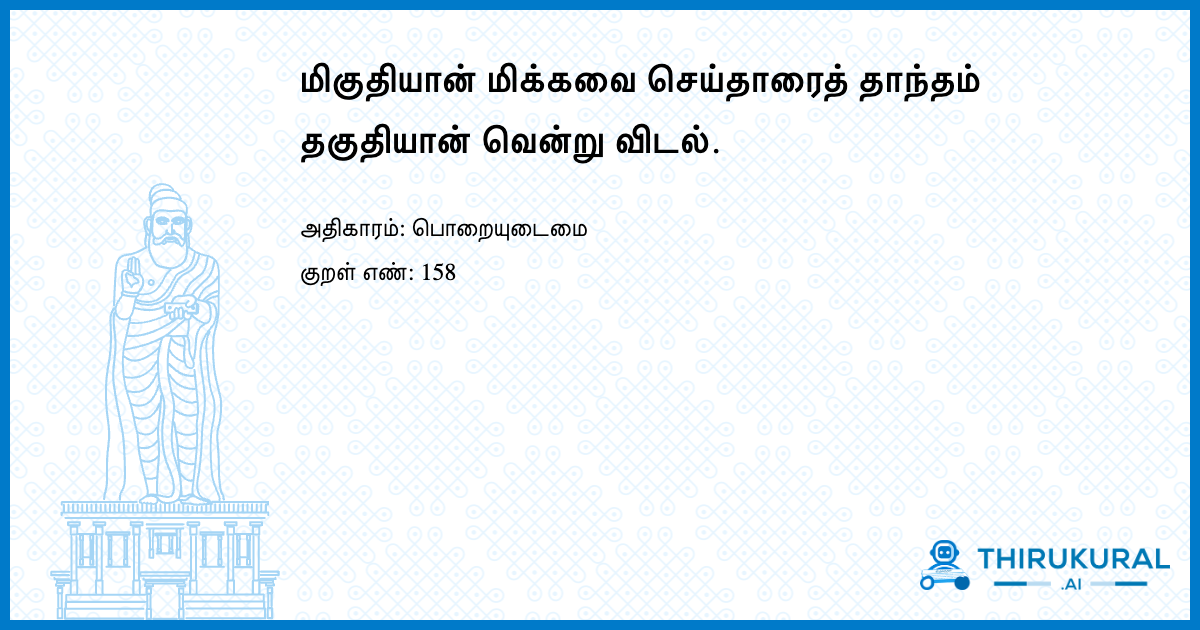 மிகுதியான் மிக்கவை செய்தாரைத் தாந்தம்
தகுதியான் வென்று விடல்.
அதிகாரம்: பொறையுடைமை
குறள் எண்: 158
THIRUKURAL
.AI